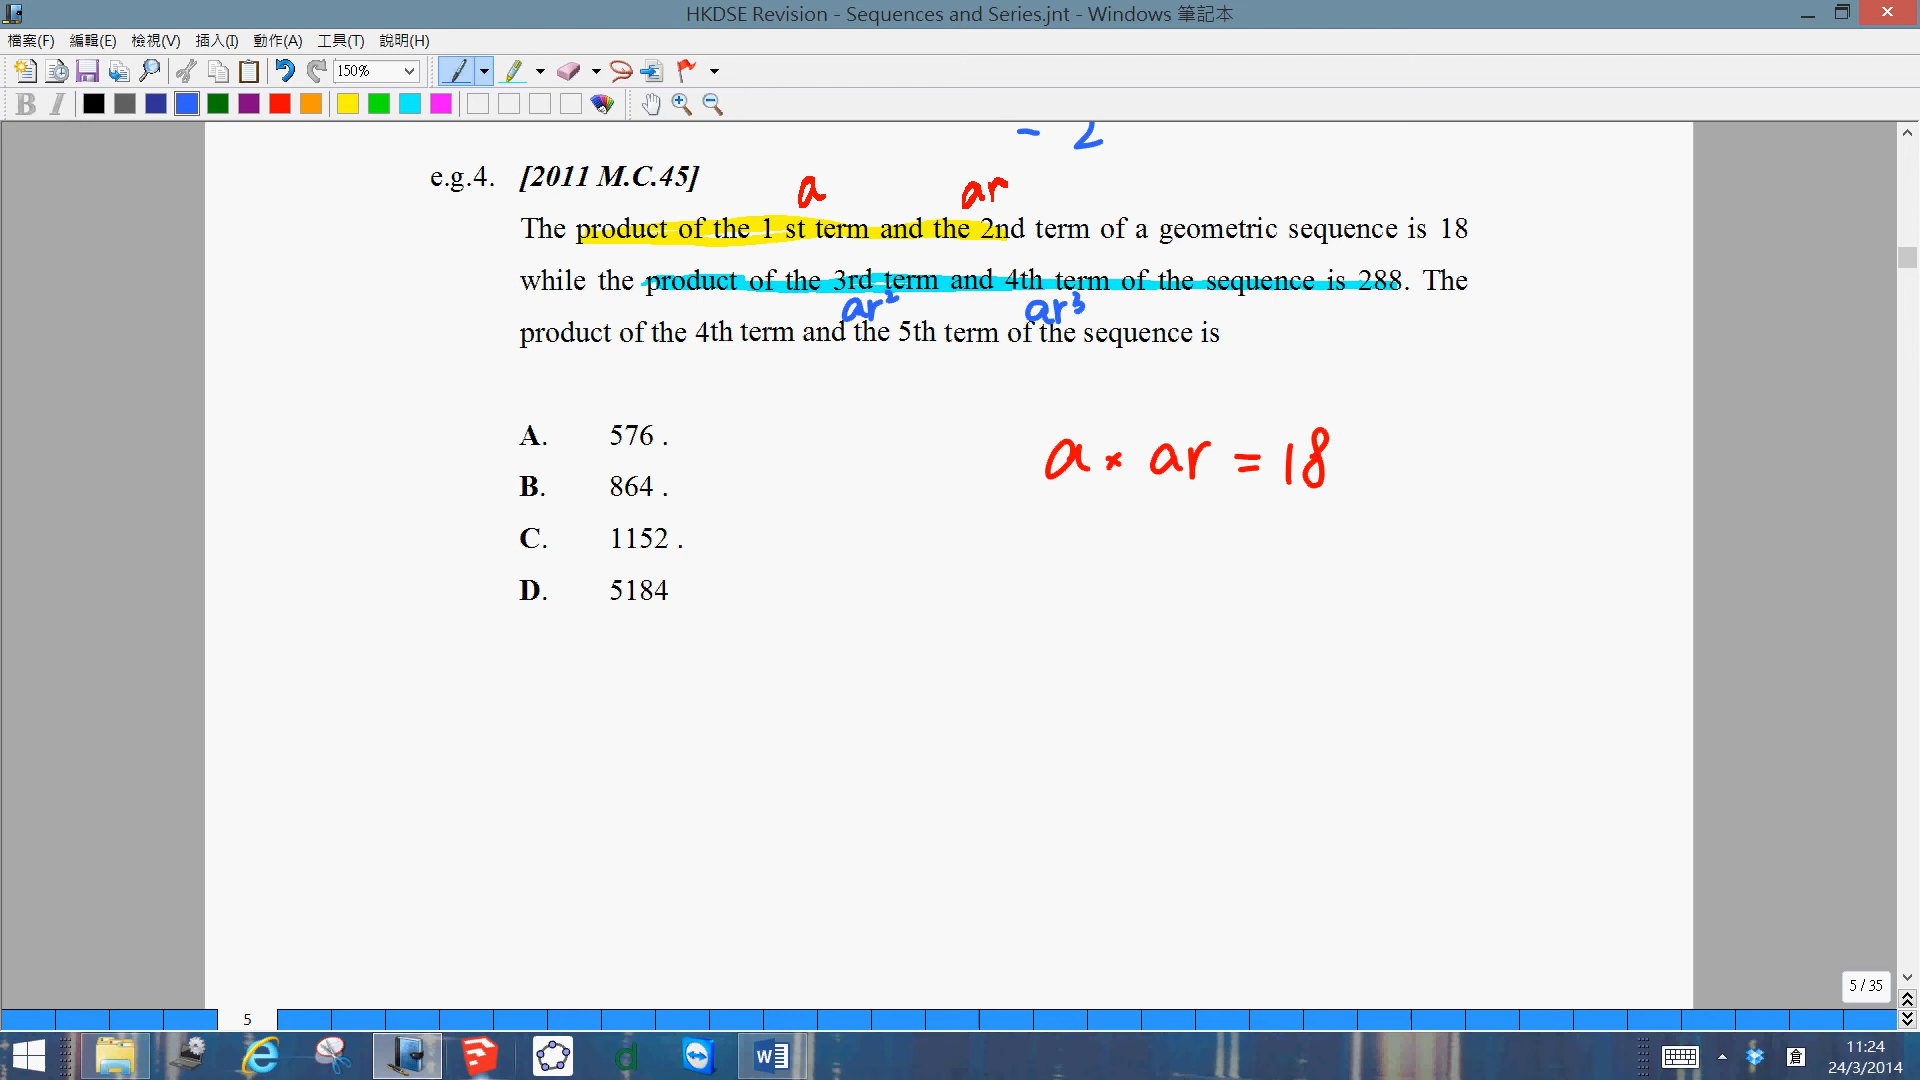 HKDSE Revision - Sequences and Series.jnt - Windows 筆記本
檔案(F) 編輯(E) 檢視(V) 插入(I) 動作(A) 工具(T) 說明(H)
150%
B I
- 2
e.g.4. [2011 M.C.45]
a ar
The product of the 1 st term and the 2nd term of a geometric sequence is 18
while the product of the 3rd term and 4th term of the sequence is 288. The
ar² ar³
product of the 4th term and the 5th term of the sequence is
A. 576 .
a × ar = 18
B. 864 .
C. 1152 .
D. 5184
5 / 35
5
11:24
倉
24/3/2014